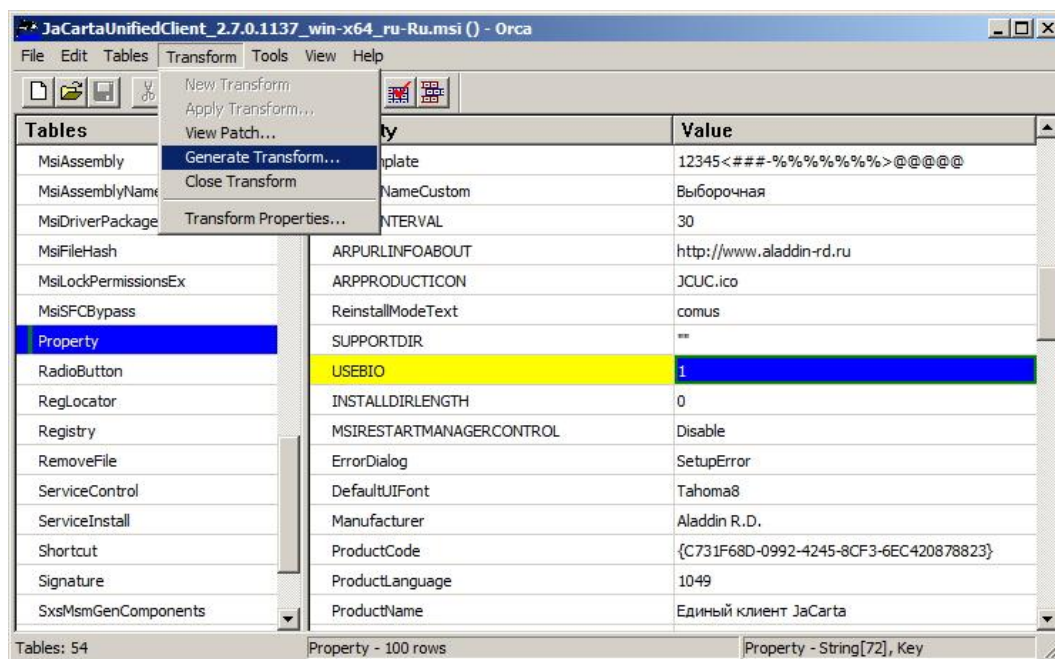 JaCartaUnifiedClient_2.7.0.1137_win-x64_ru-Ru.msi () - Orca
File Edit Tables Transform Tools View Help
New Transform
Apply Transform...
View Patch...
Generate Transform...
Close Transform
Transform Properties...
Tables Value
MsiAssembly 12345<###-%%%%%%%>@@@@@
MsiAssemblyName NameCustom Выборочная
MsiDriverPackage NTERVAL 30
MsiFileHash ARPURLINFOABOUT http://www.aladdin-rd.ru
MsiLockPermissionsEx ARPPRODUCTICON JCUC.ico
MsiSFCBypass ReinstallModeText comus
Property SUPPORTDIR ""
RadioButton USEBIO 1
RegLocator INSTALLDIRLENGTH 0
Registry MSIRESTARTMANAGERCONTROL Disable
RemoveFile ErrorDialog SetupError
ServiceControl DefaultUIFont Tahoma8
ServiceInstall Manufacturer Aladdin R.D.
Shortcut ProductCode {C731F68D-0992-4245-8CF3-6EC420878823}
Signature ProductLanguage 1049
SxsMsmGenComponents ProductName Единый клиент JaCarta
Tables: 54 Property - 100 rows Property - String[72], Key